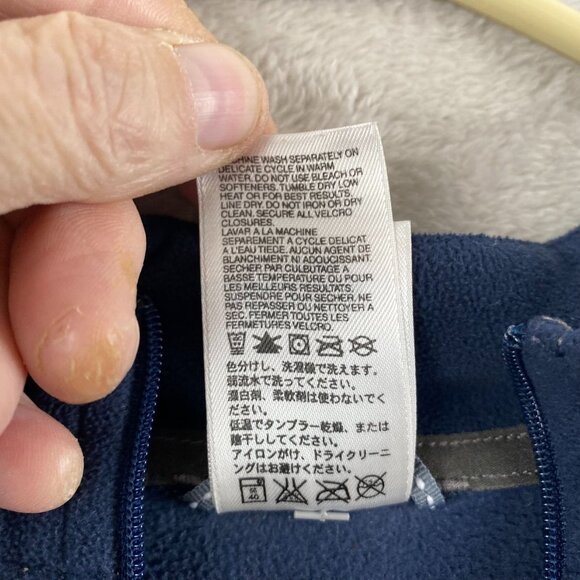 CHINE WASH SEPARATELY ON
DELICATE CYCLE IN WARM
WATER. DO NOT USE BLEACH OR
SOFTENERS. TUMBLE DRY LOW
HEAT OR FOR BEST RESULTS,
LINE DRY. DO NOT IRON OR DRY
CLEAN. SECURE ALL VELCRO
CLOSURES.
LAVAR A LA MACHINE
SEPAREMENT A CYCLE DELICAT
A L'EAU TIEDE. AUCUN AGENT DE
BLANCHIMENT NI ADOUCISSANT.
SECHER PAR CULBUTAGE A
BASSE TEMPERATURE OU POUR
LES MEILLEURS RESULTATS,
SUSPENDRE POUR SECHER. NE
PAS REPASSER OU NETTOYER A
SEC. FERMER TOUTES LES
FERMETURES VELCRO.
色分けし、洗濯機で洗えます。
弱流水で洗ってください。
漂白剤、柔軟剤は使わないでく
ださい。
低温でタンブラー乾燥、または
陰干ししてください。
アイロンがけ、ドライクリーニ
ングはお避けください。
弱
40